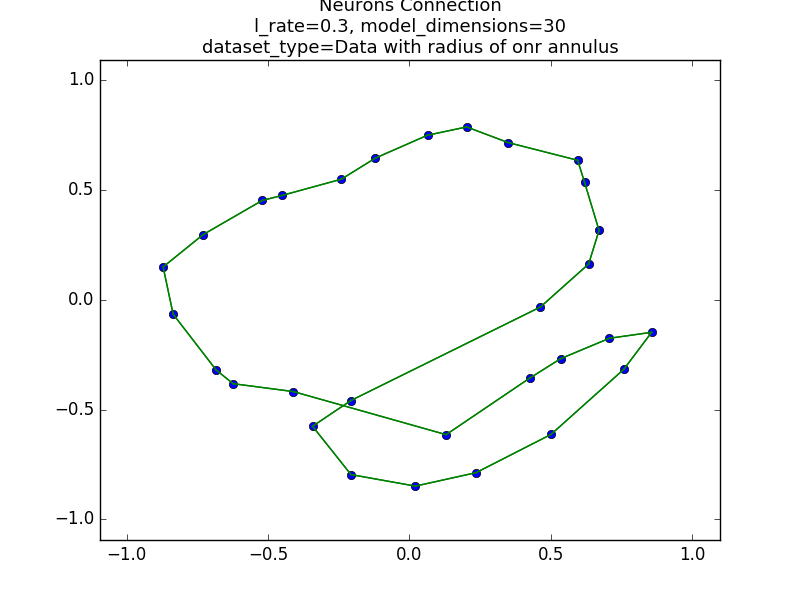 Neurons Connection
l_rate=0.3, model_dimensions=30
dataset_type=Data with radius of onr annulus
1.0
0.5
0.0
−0.5
−1.0
−1.0 −0.5 0.0 0.5 1.0